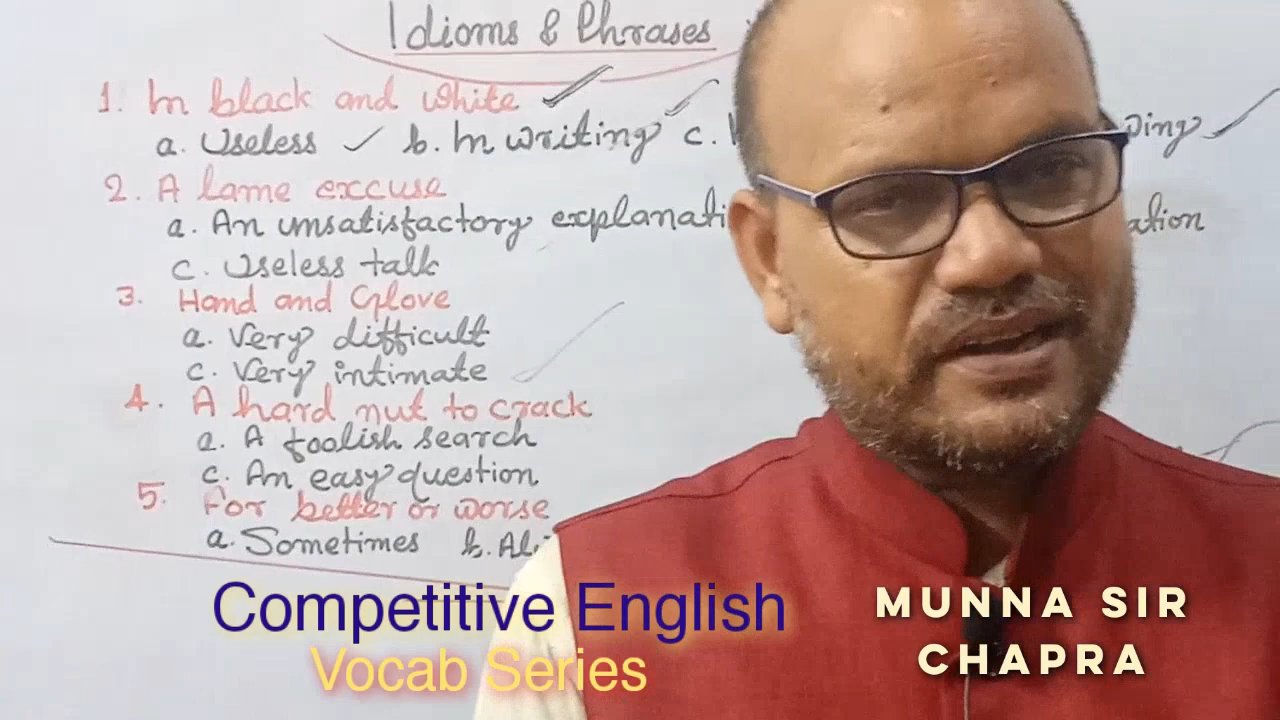 Idioms & Phrases
1. In black and white
a. Useless b. In writing c.
2. A lame excuse
a. An unsatisfactory
c. Useless talk
3. Hand and Glove
a. Very difficult
c. Very intimate
4. A hard nut to crack
a. A foolish search
c. An easy question
5. For better or worse
a. Sometimes b.
Competitive English
Vocab Series
MUNNA SIR
CHAPRA